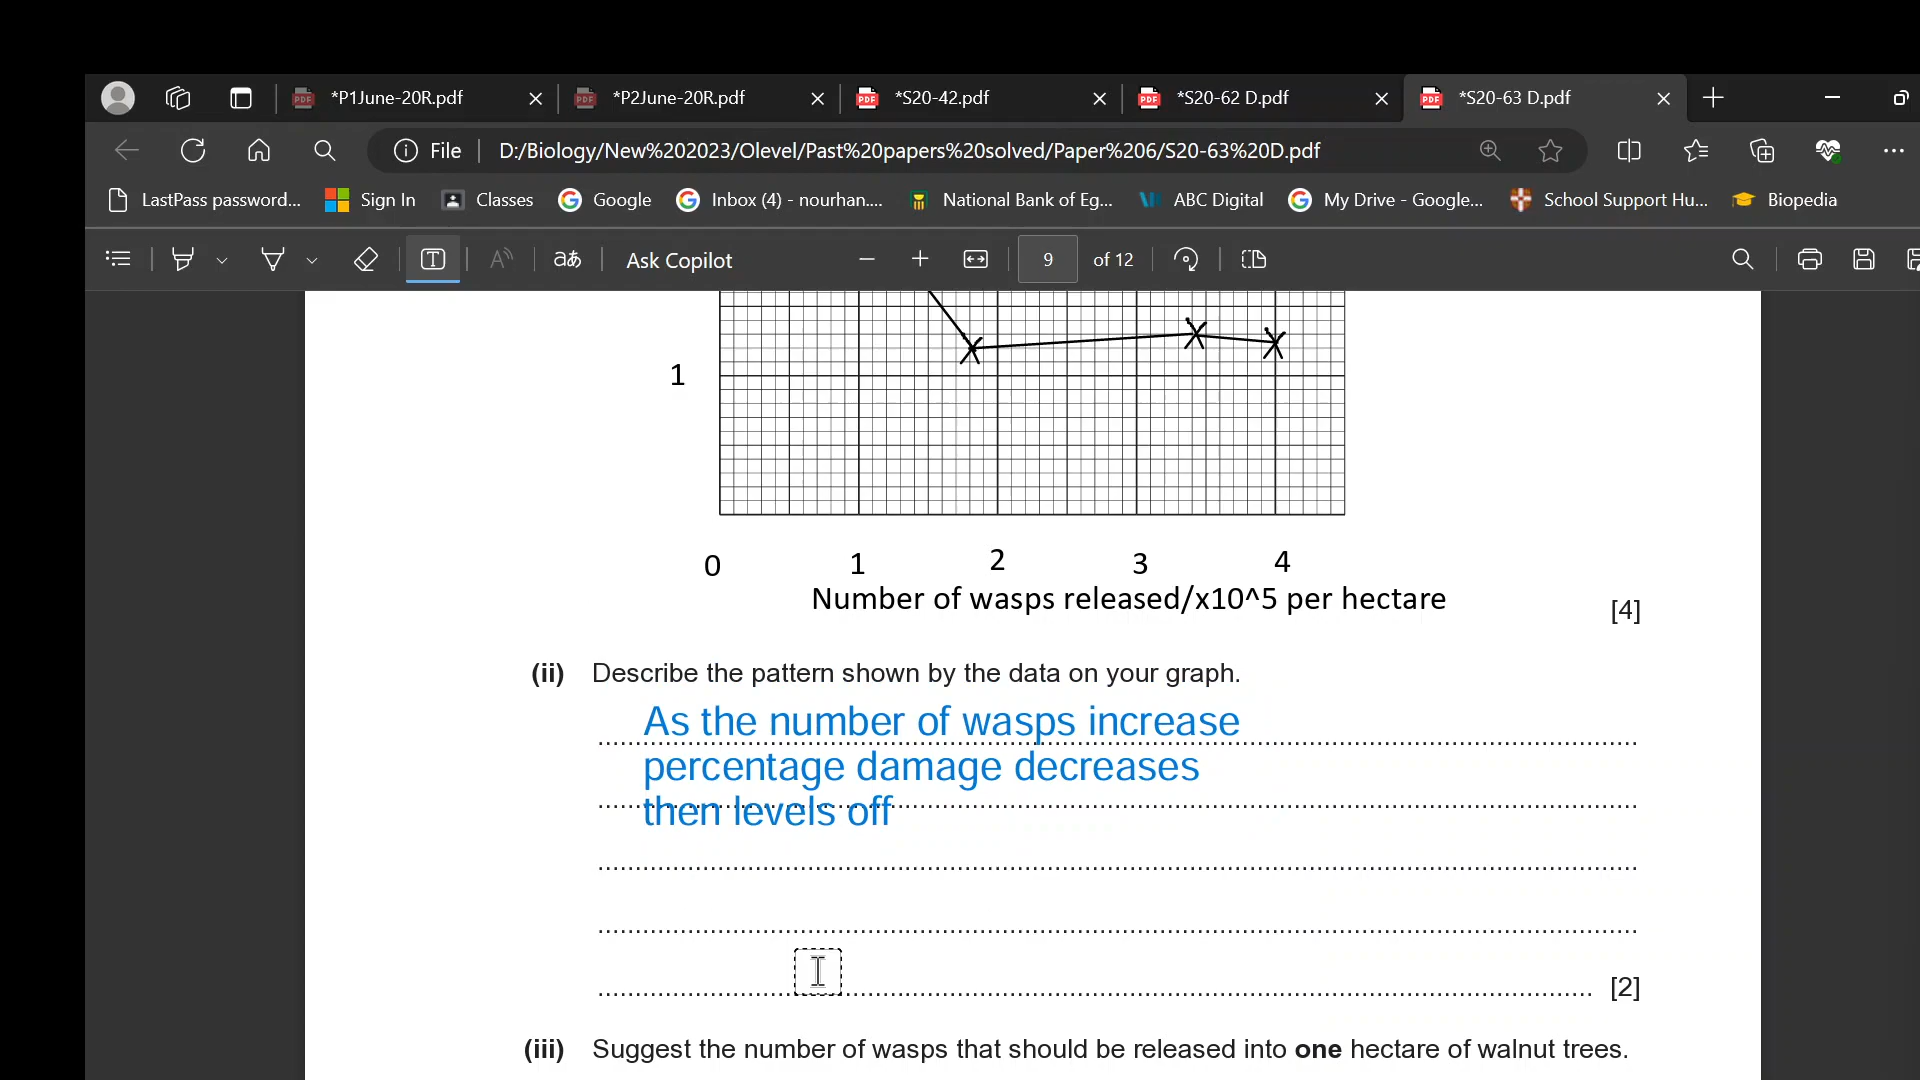 *P1June-20R.pdf
*P2June-20R.pdf
*S20-42.pdf
*S20-62 D.pdf
*S20-63 D.pdf
File
D:/Biology/New%202023/Olevel/Past%20papers%20solved/Paper%206/S20-63%20D.pdf
LastPass password...
Sign In
Classes
Google
Inbox (4) - nourhan....
National Bank of Eg...
ABC Digital
My Drive - Google...
School Support Hu...
Biopedia
aあ
Ask Copilot
9 of 12
1
0 1 2 3 4
Number of wasps released/x10^5 per hectare
[4]
(ii) Describe the pattern shown by the data on your graph.
As the number of wasps increase
percentage damage decreases
then levels off
[2]
(iii) Suggest the number of wasps that should be released into one hectare of walnut trees.